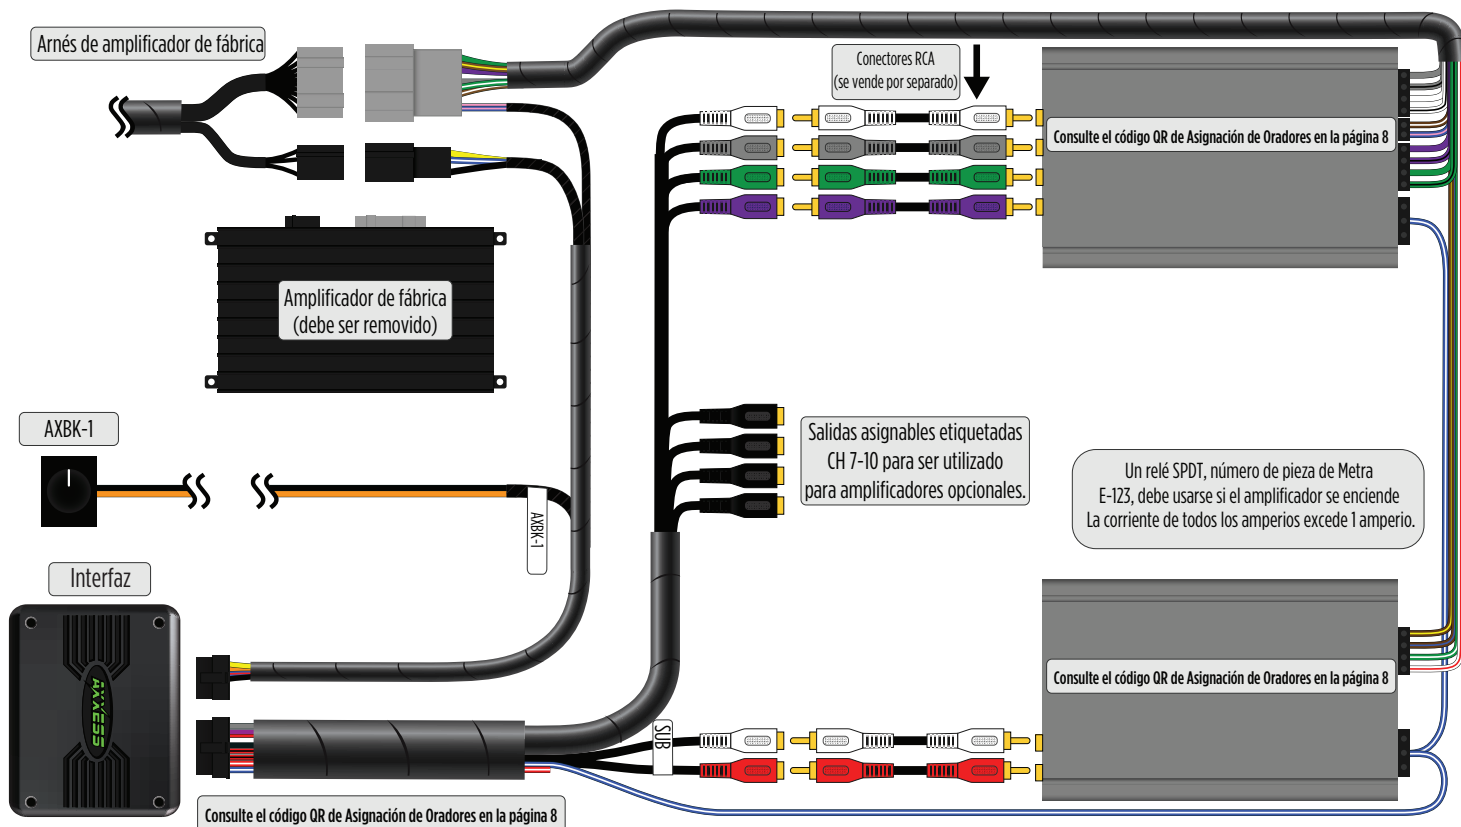 Arnés de amplificador de fábrica
Conectores RCA
(se vende por separado)
Consulte el código QR de Asignación de Oradores en la página 8
Amplificador de fábrica
(debe ser removido)
AXBK-1
AXBK-1
Salidas asignables etiquetadas
CH 7-10 para ser utilizado
para amplificadores opcionales.
Un relé SPDT, número de pieza de Metra
E-123, debe usarse si el amplificador se enciende
La corriente de todos los amperios excede 1 amperio.
Interfaz
AXXESS
Consulte el código QR de Asignación de Oradores en la página 8
SUB
Consulte el código QR de Asignación de Oradores en la página 8